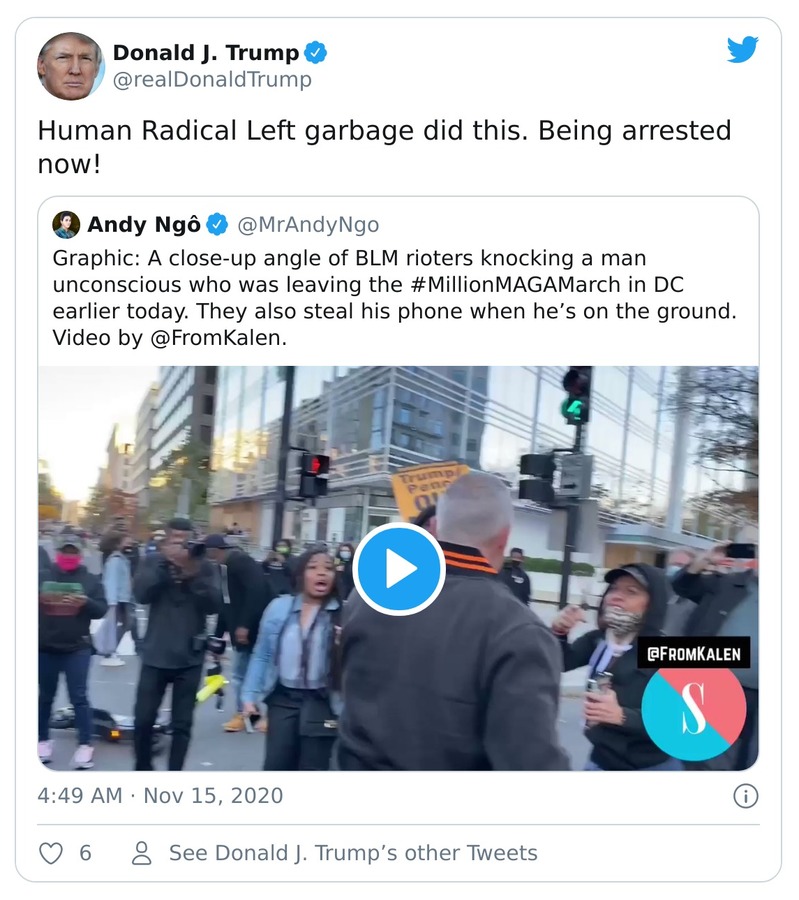 Donald J. Trump
@realDonaldTrump
Human Radical Left garbage did this. Being arrested
now!
Andy Ngô @MrAndyNgo
Graphic: A close-up angle of BLM rioters knocking a man
unconscious who was leaving the #MillionMAGAMarch in DC
earlier today. They also steal his phone when he’s on the ground.
Video by @FromKalen.
Trump/
Pence
@FROMKALEN
S
4:49 AM · Nov 15, 2020
6
See Donald J. Trump’s other Tweets